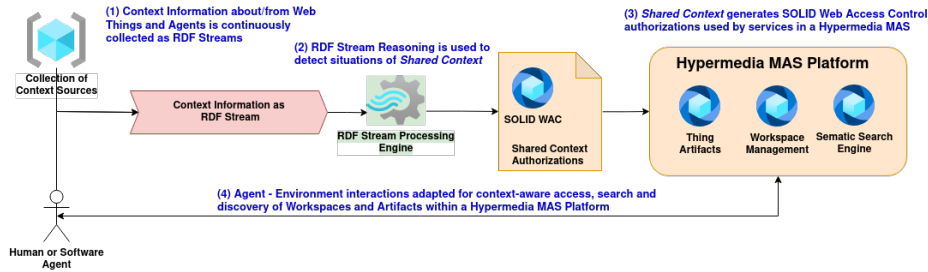 (1) Context Information about/from Web
Things and Agents is continuously
collected as RDF Streams
(3) Shared Context generates SOLID Web Access Control
authorizations used by services in a Hypermedia MAS
(2) RDF Stream Reasoning is used to
detect situations of Shared Context
Collection of
Context Sources
Context Information as
RDF Stream
RDF Stream Processing
Engine
SOLID WAC
Shared Context
Authorizations
Hypermedia MAS Platform
Thing
Artifacts
Workspace
Management
Sematic Search
Engine
(4) Agent - Environment interactions adapted for context-aware access, search and
discovery of Workspaces and Artifacts within a Hypermedia MAS Platform
Human or Software
Agent